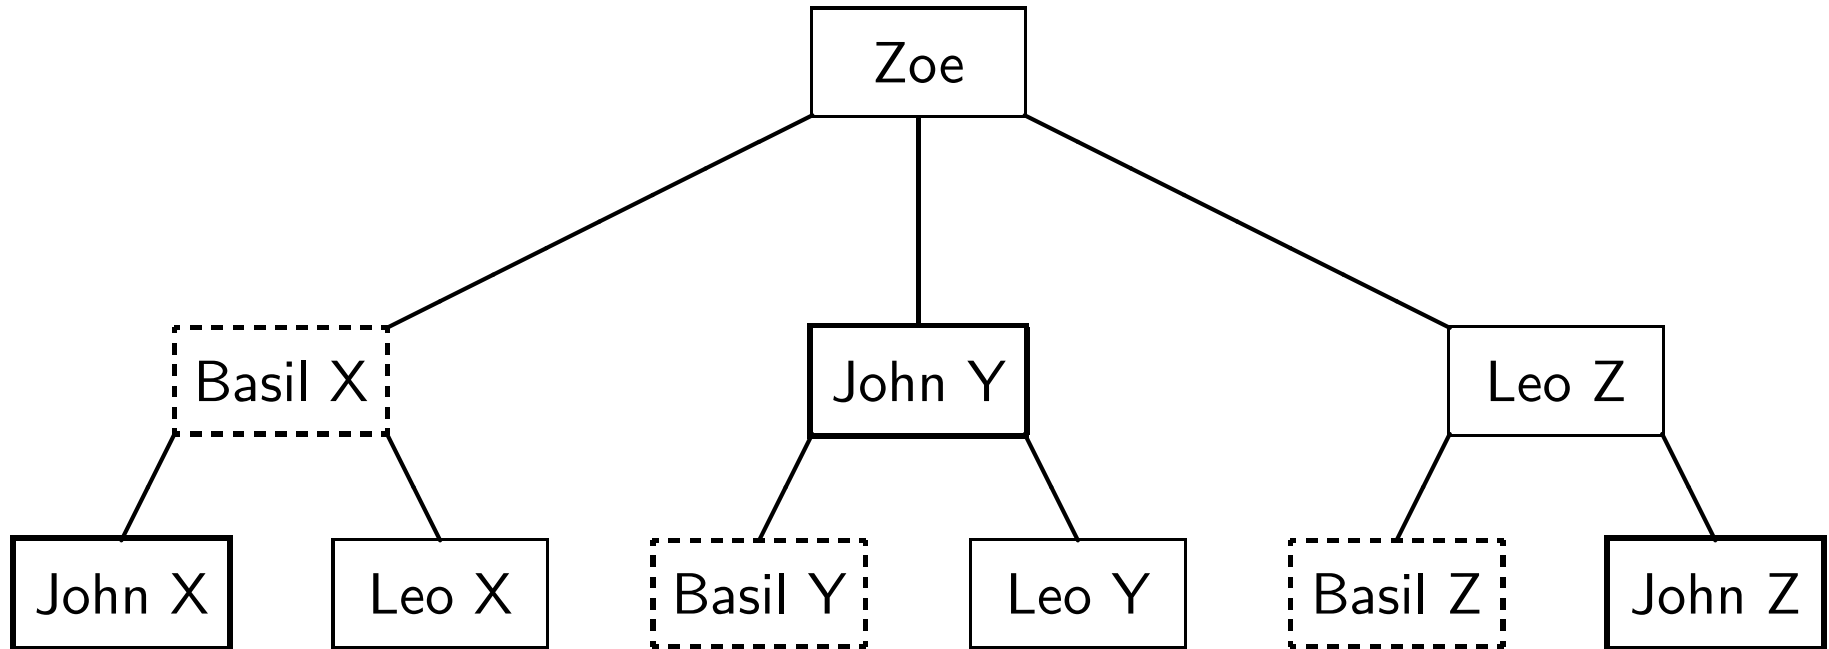 Zoe
Basil X
John Y
Leo Z
John X
Leo X
Basil Y
Leo Y
Basil Z
John Z